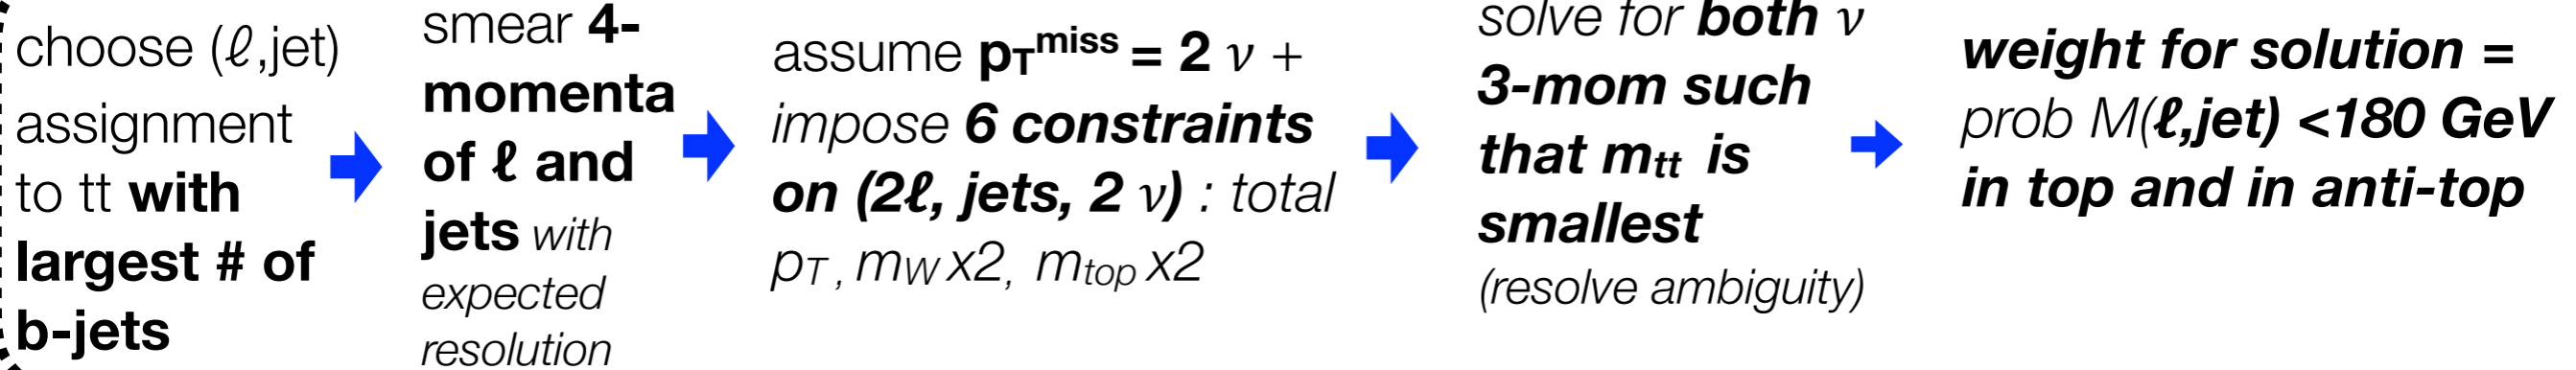 choose (ℓ,jet)
assignment
to tt with
largest # of
b-jets
smear 4-
momenta
of ℓ and
jets with
expected
resolution
assume pTmiss = 2 ν +
impose 6 constraints
on (2ℓ, jets, 2 ν) : total
pT , mW x2, mtop x2
solve for both ν
3-mom such
that mtt is
smallest
(resolve ambiguity)
weight for solution =
prob M(ℓ,jet) <180 GeV
in top and in anti-top